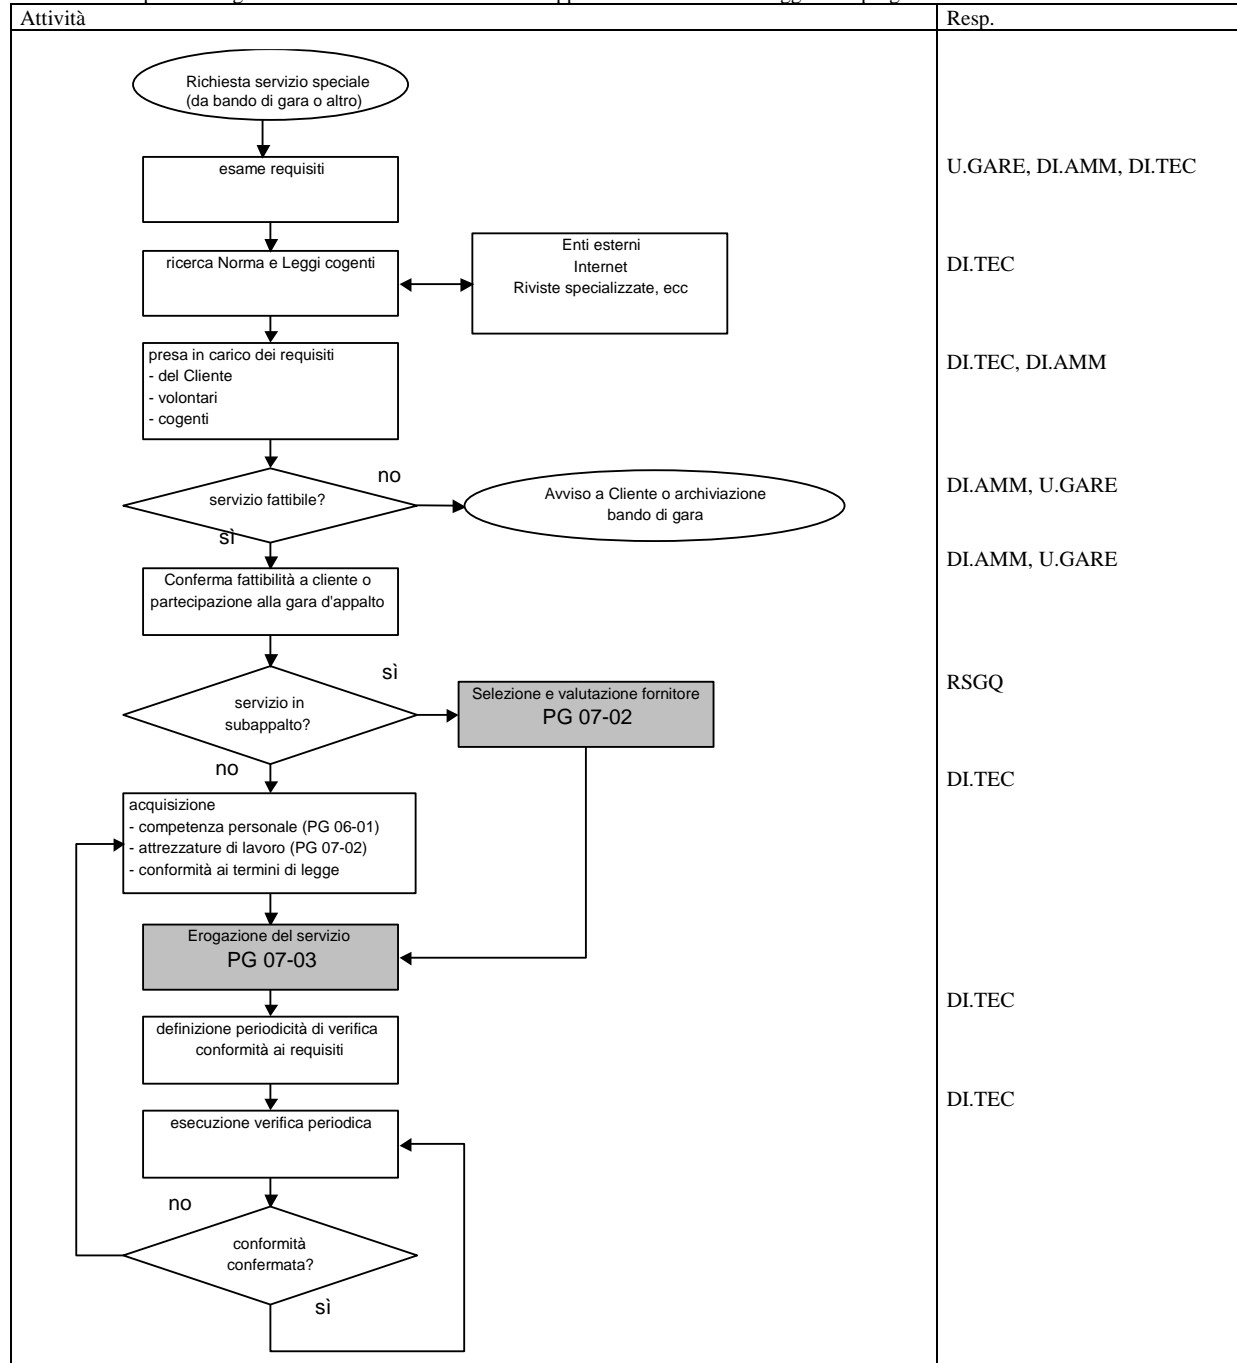 Attività
Resp.
Richiesta servizio speciale
(da bando di gara o altro)
esame requisiti
U.GARE, DI.AMM, DI.TEC
ricerca Norma e Leggi cogenti
Enti esterni
Internet
Riviste specializzate, ecc
DI.TEC
presa in carico dei requisiti
- del Cliente
- volontari
- cogenti
DI.TEC, DI.AMM
servizio fattibile?
no
Avviso a Cliente o archiviazione
bando di gara
DI.AMM, U.GARE
sì
Conferma fattibilità a cliente o
partecipazione alla gara d'appalto
DI.AMM, U.GARE
servizio in
subappalto?
sì
Selezione e valutazione fornitore
PG 07-02
RSGQ
no
acquisizione
- competenza personale (PG 06-01)
- attrezzature di lavoro (PG 07-02)
- conformità ai termini di legge
DI.TEC
Erogazione del servizio
PG 07-03
definizione periodicità di verifica
conformità ai requisiti
DI.TEC
esecuzione verifica periodica
DI.TEC
no
conformità
confermata?
sì